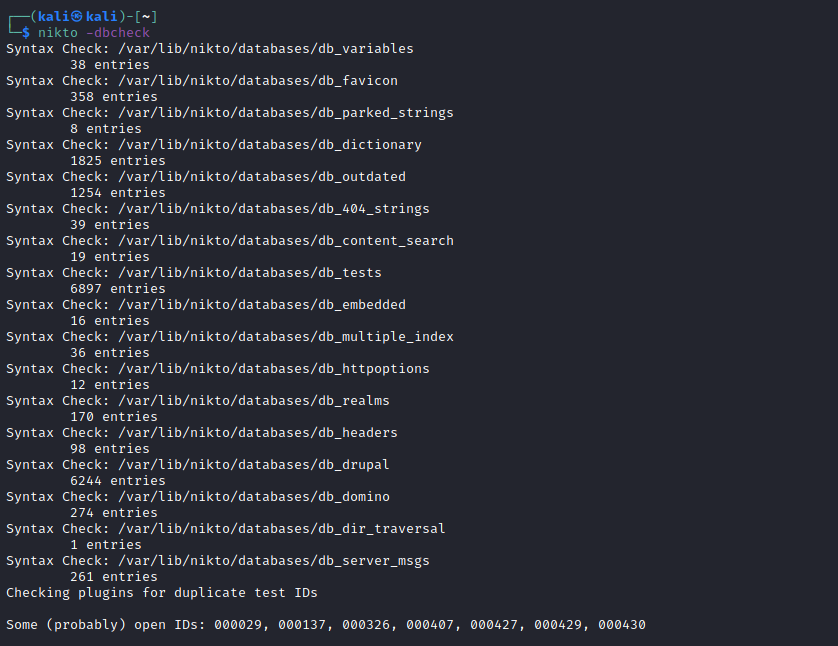 ┌──(kali㉿kali)-[~]
└─$ nikto -dbcheck
Syntax Check: /var/lib/nikto/databases/db_variables
        38 entries
Syntax Check: /var/lib/nikto/databases/db_favicon
        358 entries
Syntax Check: /var/lib/nikto/databases/db_parked_strings
        8 entries
Syntax Check: /var/lib/nikto/databases/db_dictionary
        1825 entries
Syntax Check: /var/lib/nikto/databases/db_outdated
        1254 entries
Syntax Check: /var/lib/nikto/databases/db_404_strings
        39 entries
Syntax Check: /var/lib/nikto/databases/db_content_search
        19 entries
Syntax Check: /var/lib/nikto/databases/db_tests
        6897 entries
Syntax Check: /var/lib/nikto/databases/db_embedded
        16 entries
Syntax Check: /var/lib/nikto/databases/db_multiple_index
        36 entries
Syntax Check: /var/lib/nikto/databases/db_httpoptions
        12 entries
Syntax Check: /var/lib/nikto/databases/db_realms
        170 entries
Syntax Check: /var/lib/nikto/databases/db_headers
        98 entries
Syntax Check: /var/lib/nikto/databases/db_drupal
        6244 entries
Syntax Check: /var/lib/nikto/databases/db_domino
        274 entries
Syntax Check: /var/lib/nikto/databases/db_dir_traversal
        1 entries
Syntax Check: /var/lib/nikto/databases/db_server_msgs
        261 entries
Checking plugins for duplicate test IDs

Some (probably) open IDs: 000029, 000137, 000326, 000407, 000427, 000429, 000430